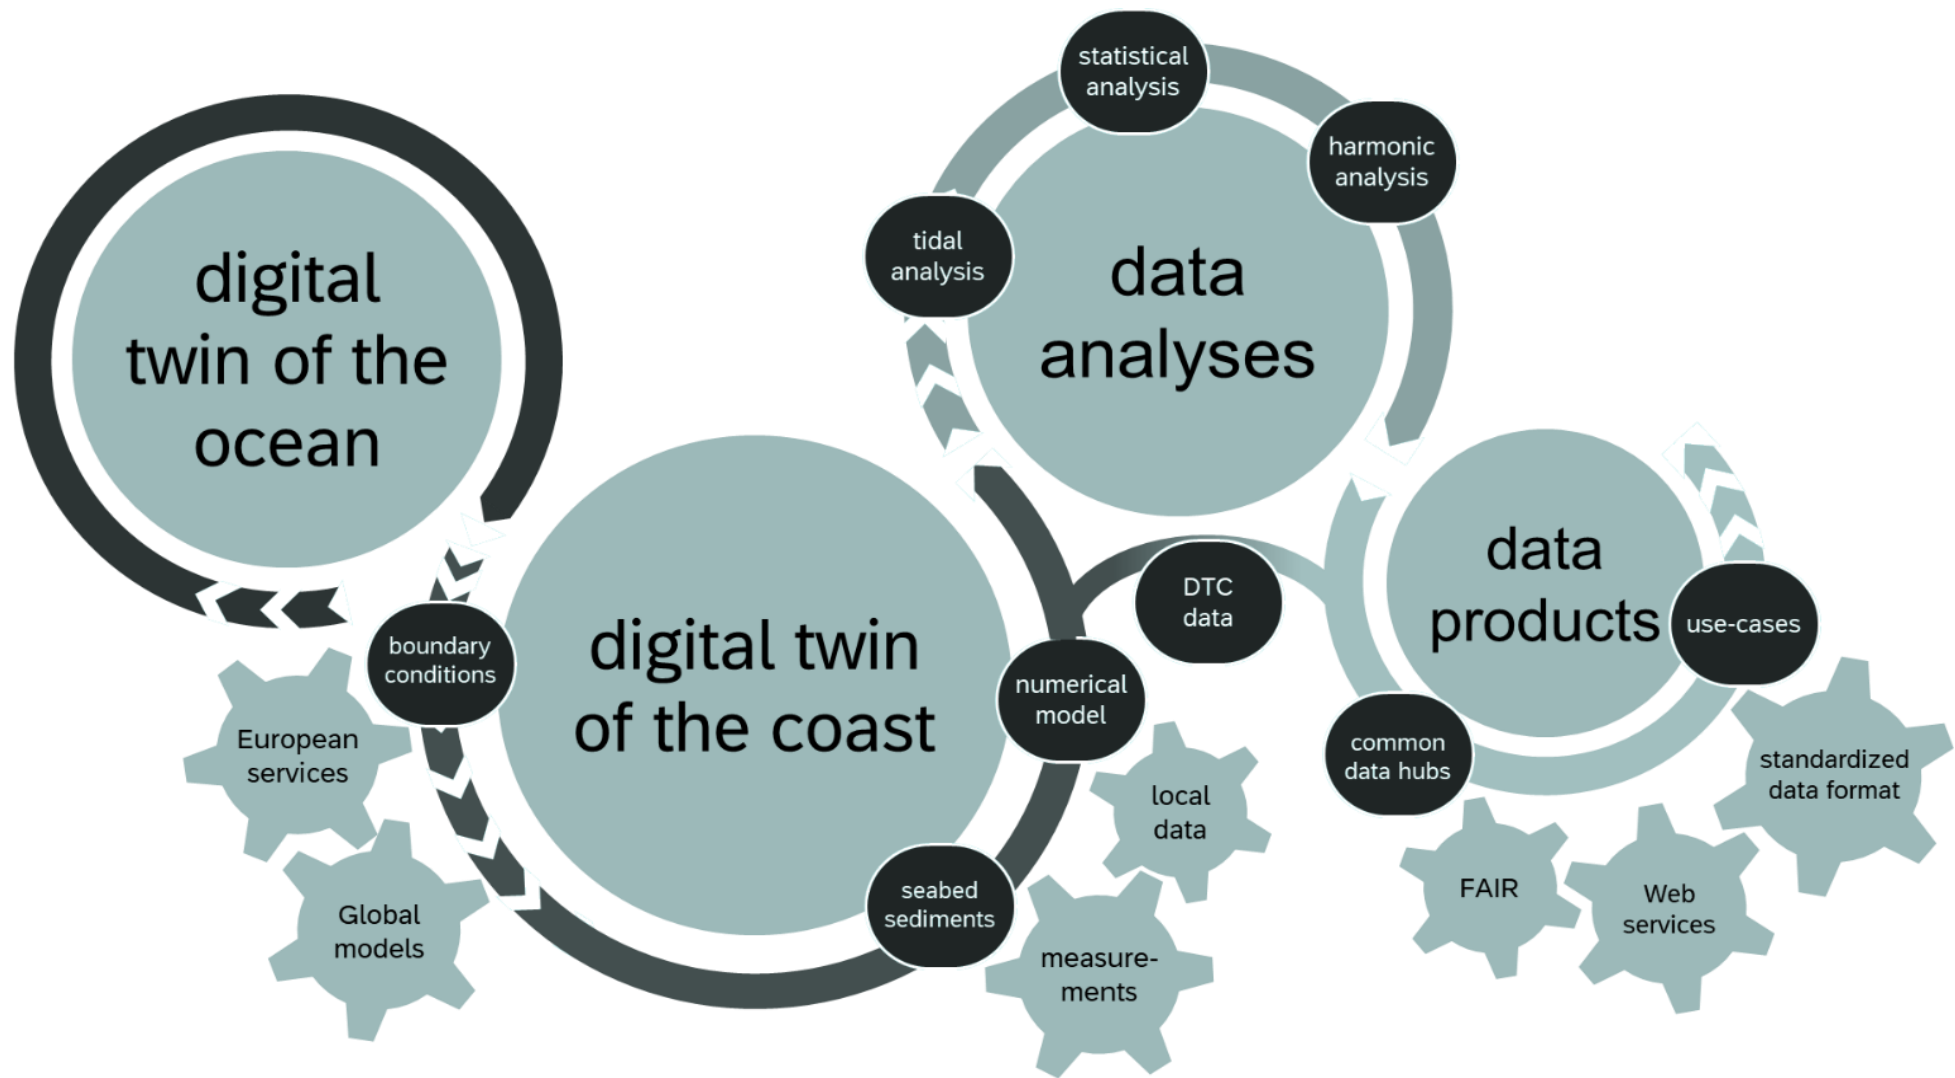 digital
twin of the
ocean
boundary
conditions
European
services
Global
models
digital twin
of the coast
seabed
sediments
measure-
ments
numerical
model
local
data
tidal
analysis
statistical
analysis
harmonic
analysis
data
analyses
DTC
data
data
products
common
data hubs
use-cases
FAIR
Web
services
standardized
data format